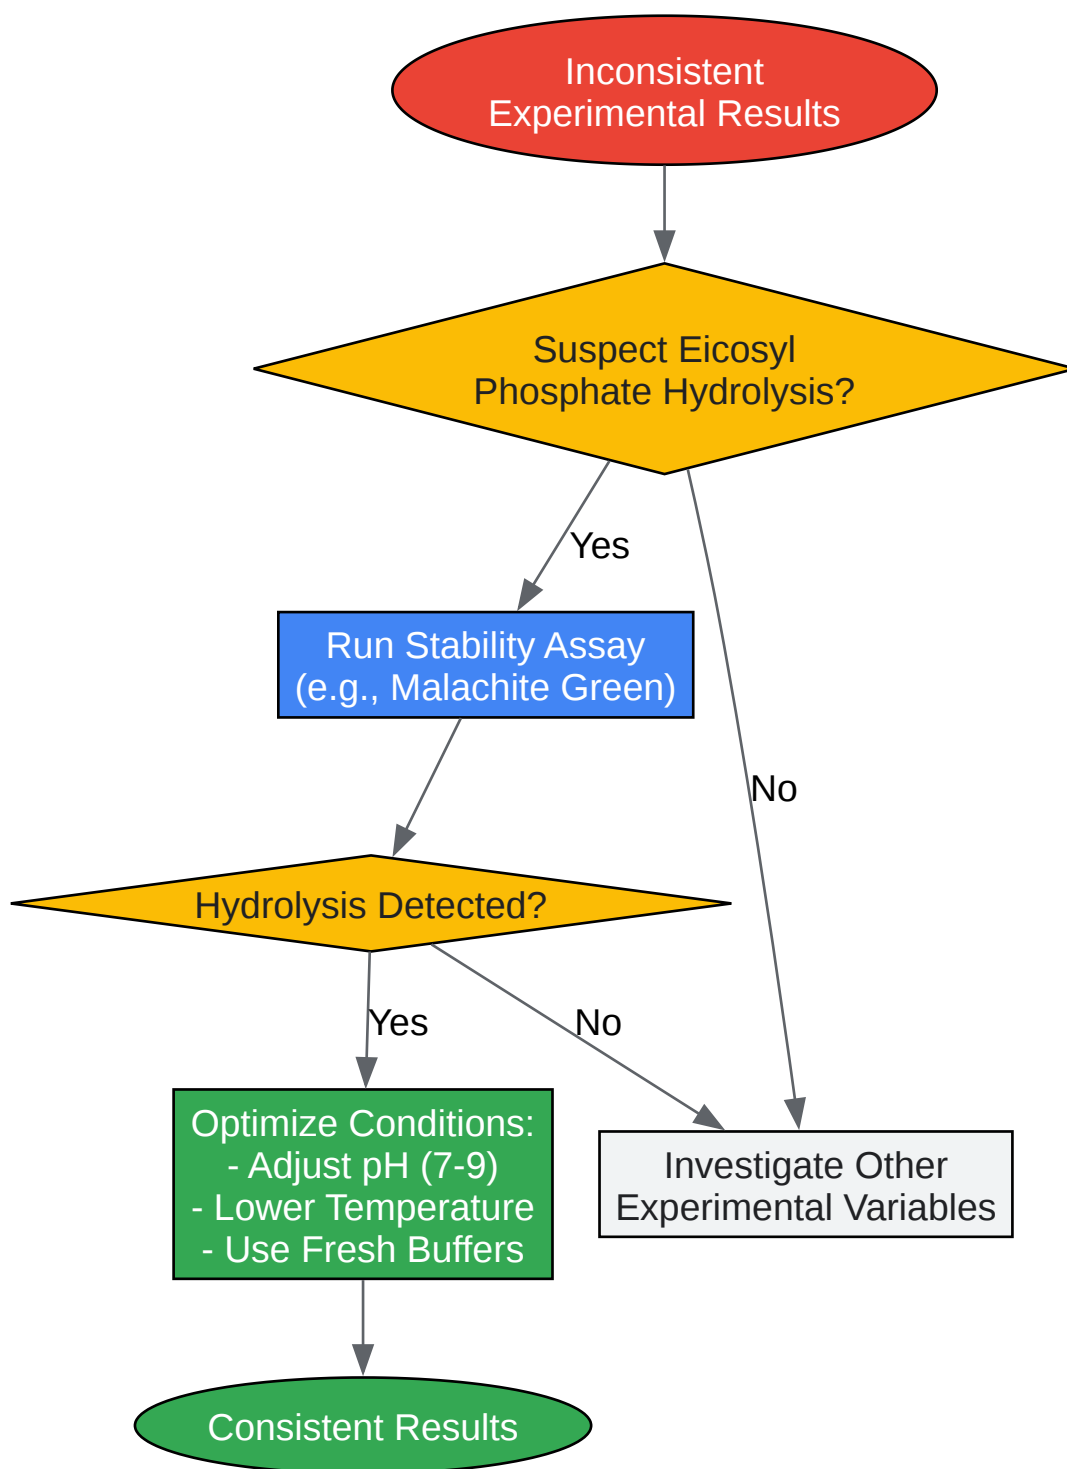 Inconsistent
Experimental Results
Suspect Eicosyl
Phosphate Hydrolysis?
Yes
Run Stability Assay
(e.g., Malachite Green)
No
Hydrolysis Detected?
Yes
No
Optimize Conditions:
- Adjust pH (7-9)
- Lower Temperature
- Use Fresh Buffers
Investigate Other
Experimental Variables
Consistent Results